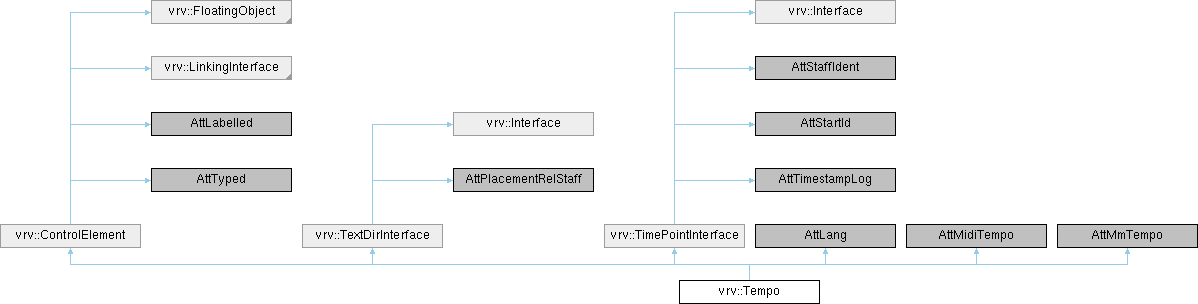 vrv::FloatingObject
vrv::Interface
vrv::LinkingInterface
AttStaffIdent
AttLabelled
vrv::Interface
AttStartId
AttTyped
AttPlacementRelStaff
AttTimestampLog
vrv::ControlElement
vrv::TextDirInterface
vrv::TimePointInterface
AttLang
AttMidiTempo
AttMmTempo
vrv::Tempo